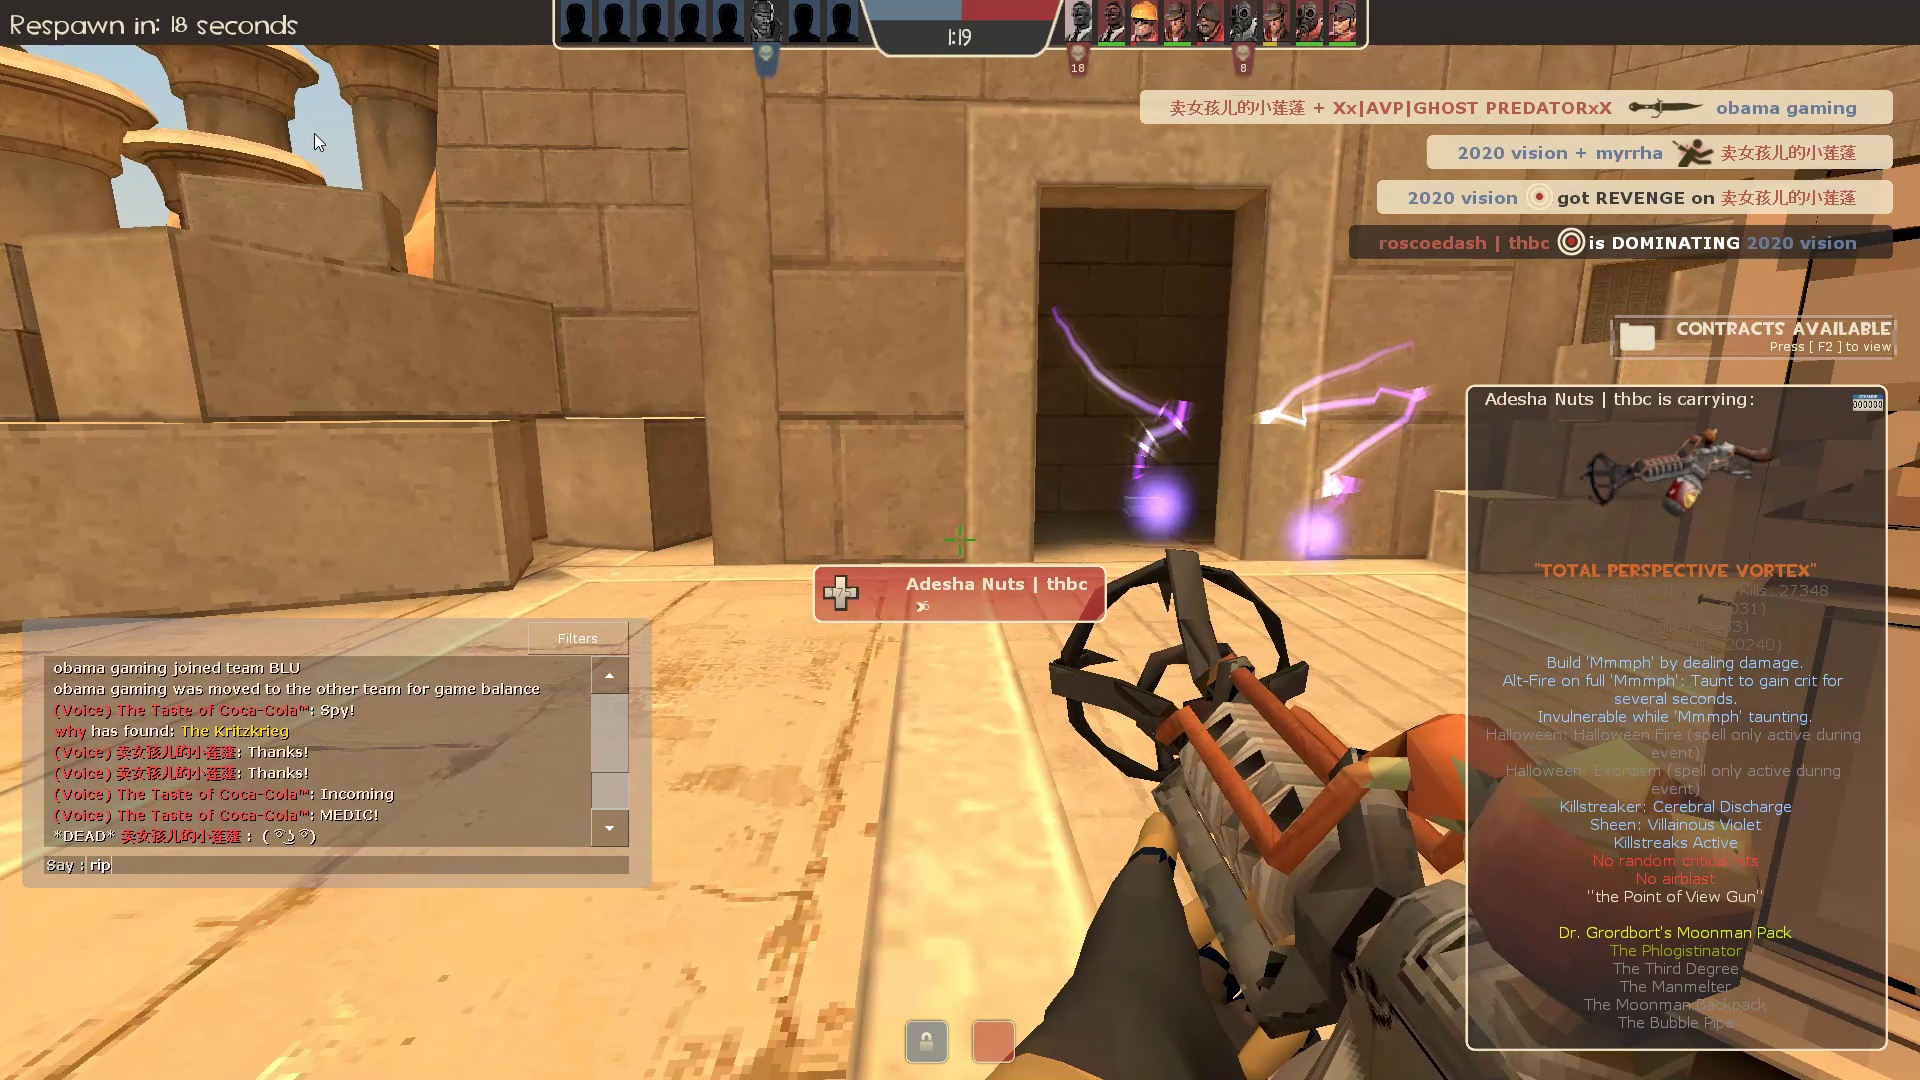 Respawn in: 18 seconds
1:19
18
8
卖女孩儿的小莲蓬 + Xx|AVP|GHOST PREDATORxX obama gaming
2020 vision + myrrha 卖女孩儿的小莲蓬
2020 vision got REVENGE on 卖女孩儿的小莲蓬
roscoedash | thbc is DOMINATING 2020 vision
CONTRACTS AVAILABLE
Press [ F2 ] to view
Adesha Nuts | thbc is carrying:
000000
"TOTAL PERSPECTIVE VORTEX"
Kills: 27348
20240)
Build 'Mmmph' by dealing damage.
Alt-Fire on full 'Mmmph': Taunt to gain crit for
several seconds.
Invulnerable while 'Mmmph' taunting.
Halloween: Halloween Fire (spell only active during
event)
Halloween: Exorcism (spell only active during
event)
Killstreaker: Cerebral Discharge
Sheen: Villainous Violet
Killstreaks Active
No random critical hits
No airblast
"the Point of View Gun"
Dr. Grordbort's Moonman Pack
The Phlogistinator
The Third Degree
The Manmelter
The Moonman Backpack
The Bubble Pipe
175
Adesha Nuts | thbc
Filters
obama gaming joined team BLU
obama gaming was moved to the other team for game balance
(Voice) The Taste of Coca-Cola™: Spy!
why has found: The Kritzkrieg
(Voice) 卖女孩儿的小莲蓬: Thanks!
(Voice) 卖女孩儿的小莲蓬: Thanks!
(Voice) The Taste of Coca-Cola™: Incoming
(Voice) The Taste of Coca-Cola™: MEDIC!
*DEAD* 卖女孩儿的小莲蓬 : ( ͡° ͜ʖ ͡°)
Say : rip